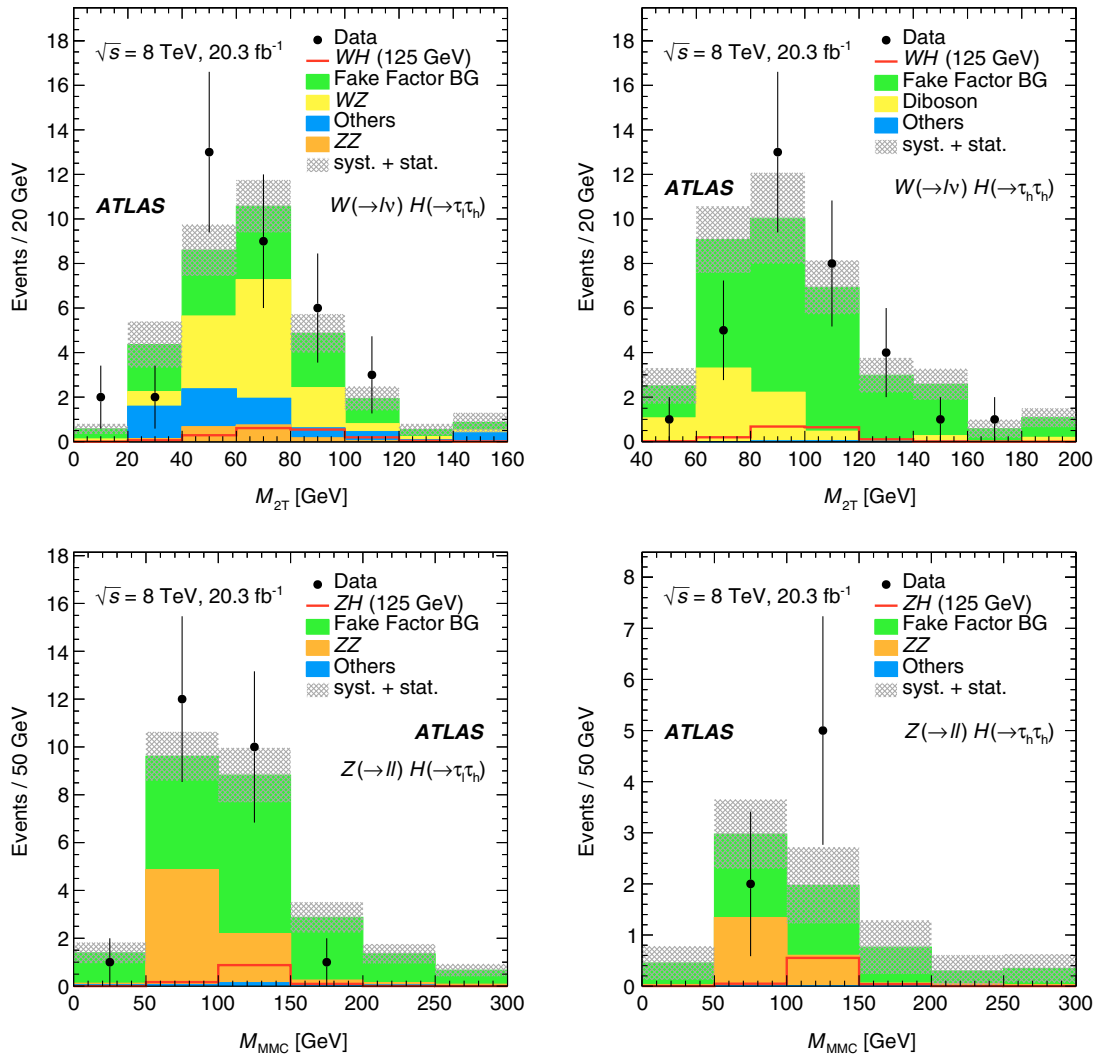 √s = 8 TeV, 20.3 fb⁻¹
Data
WH (125 GeV)
Fake Factor BG
WZ
Others
ZZ
syst. + stat.
ATLAS
W(→lν) H(→τₗτₕ)
Events / 20 GeV
0 2 4 6 8 10 12 14 16 18
0 20 40 60 80 100 120 140 160
M₂T [GeV]
√s = 8 TeV, 20.3 fb⁻¹
Data
WH (125 GeV)
Fake Factor BG
Diboson
Others
syst. + stat.
ATLAS
W(→lν) H(→τₕτₕ)
Events / 20 GeV
0 2 4 6 8 10 12 14 16 18
40 60 80 100 120 140 160 180 200
M₂T [GeV]
√s = 8 TeV, 20.3 fb⁻¹
Data
ZH (125 GeV)
Fake Factor BG
ZZ
Others
syst. + stat.
ATLAS
Z(→ll) H(→τₗτₕ)
Events / 50 GeV
0 2 4 6 8 10 12 14 16 18
0 50 100 150 200 250 300
M_MMC [GeV]
√s = 8 TeV, 20.3 fb⁻¹
Data
ZH (125 GeV)
Fake Factor BG
ZZ
Others
syst. + stat.
ATLAS
Z(→ll) H(→τₕτₕ)
Events / 50 GeV
0 1 2 3 4 5 6 7 8
0 50 100 150 200 250 300
M_MMC [GeV]